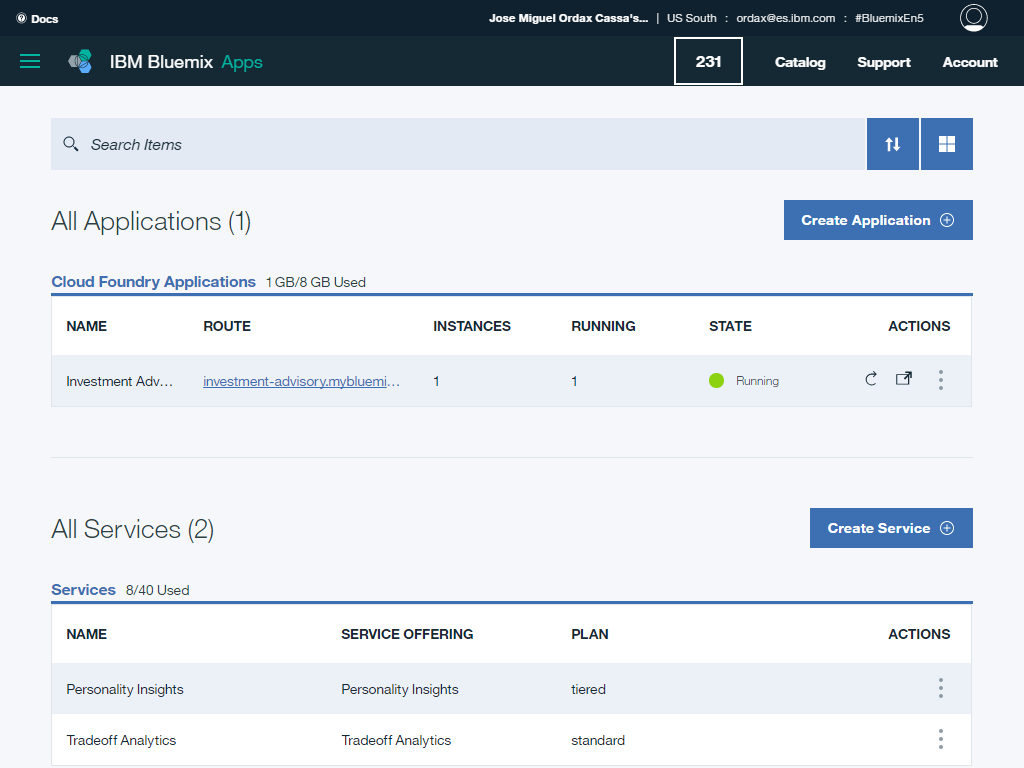 Docs
Jose Miguel Ordax Cassa's... | US South : ordax@es.ibm.com : #BluemixEn5
IBM Bluemix Apps
231 Catalog Support Account
Search Items
All Applications (1)
Create Application
Cloud Foundry Applications 1 GB/8 GB Used
NAME ROUTE INSTANCES RUNNING STATE ACTIONS
Investment Adv... investment-advisory.mybluemi... 1 1 Running
All Services (2)
Create Service
Services 8/40 Used
NAME SERVICE OFFERING PLAN ACTIONS
Personality Insights Personality Insights tiered
Tradeoff Analytics Tradeoff Analytics standard